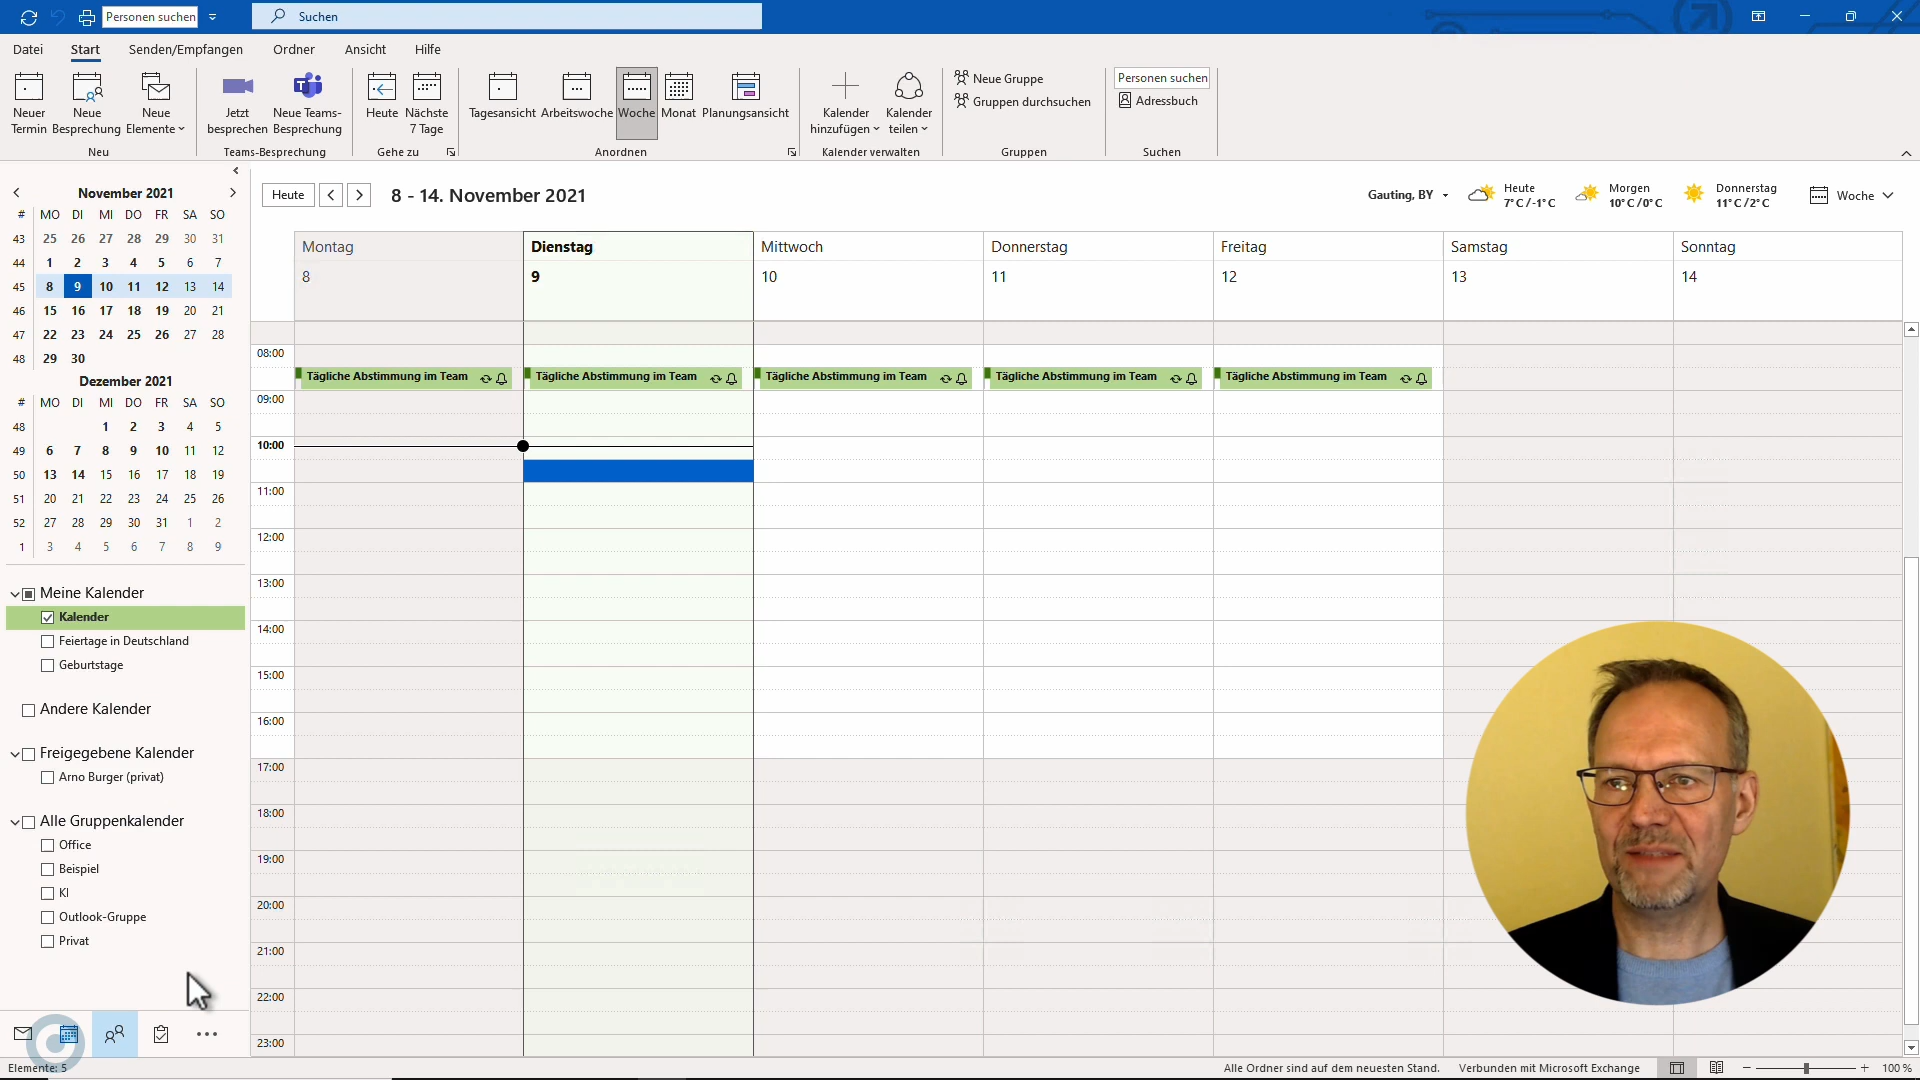 Personen suchen
Suchen
Datei Start Senden/Empfangen Ordner Ansicht Hilfe
Neuer Termin
Neue Besprechung
Neue Elemente
Neu
Jetzt besprechen
Neue Teams-Besprechung
Teams-Besprechung
Heute
Nächste 7 Tage
Gehe zu
Tagesansicht Arbeitswoche Woche Monat Planungsansicht
Anordnen
Kalender hinzufügen
Kalender teilen
Kalender verwalten
Neue Gruppe
Gruppen durchsuchen
Gruppen
Personen suchen
Adressbuch
Suchen
November 2021
# MO DI MI DO FR SA SO
43 25 26 27 28 29 30 31
44 1 2 3 4 5 6 7
45 8 9 10 11 12 13 14
46 15 16 17 18 19 20 21
47 22 23 24 25 26 27 28
48 29 30
Dezember 2021
# MO DI MI DO FR SA SO
48 1 2 3 4 5
49 6 7 8 9 10 11 12
50 13 14 15 16 17 18 19
51 20 21 22 23 24 25 26
52 27 28 29 30 31 1 2
1 3 4 5 6 7 8 9
Meine Kalender
Kalender
Feiertage in Deutschland
Geburtstage
Andere Kalender
Freigegebene Kalender
Arno Burger (privat)
Alle Gruppenkalender
Office
Beispiel
KI
Outlook-Gruppe
Privat
Heute 8 - 14. November 2021
Gauting, BY
Heute
7°C/-1°C
Morgen
10°C/0°C
Donnerstag
11°C/2°C
Woche
Montag Dienstag Mittwoch Donnerstag Freitag Samstag Sonntag
8 9 10 11 12 13 14
08:00
Tägliche Abstimmung im Team Tägliche Abstimmung im Team Tägliche Abstimmung im Team Tägliche Abstimmung im Team Tägliche Abstimmung im Team
09:00
10:00
11:00
12:00
13:00
14:00
15:00
16:00
17:00
18:00
19:00
20:00
21:00
22:00
23:00
Elemente: 5
Alle Ordner sind auf dem neuesten Stand. Verbunden mit Microsoft Exchange
100 %